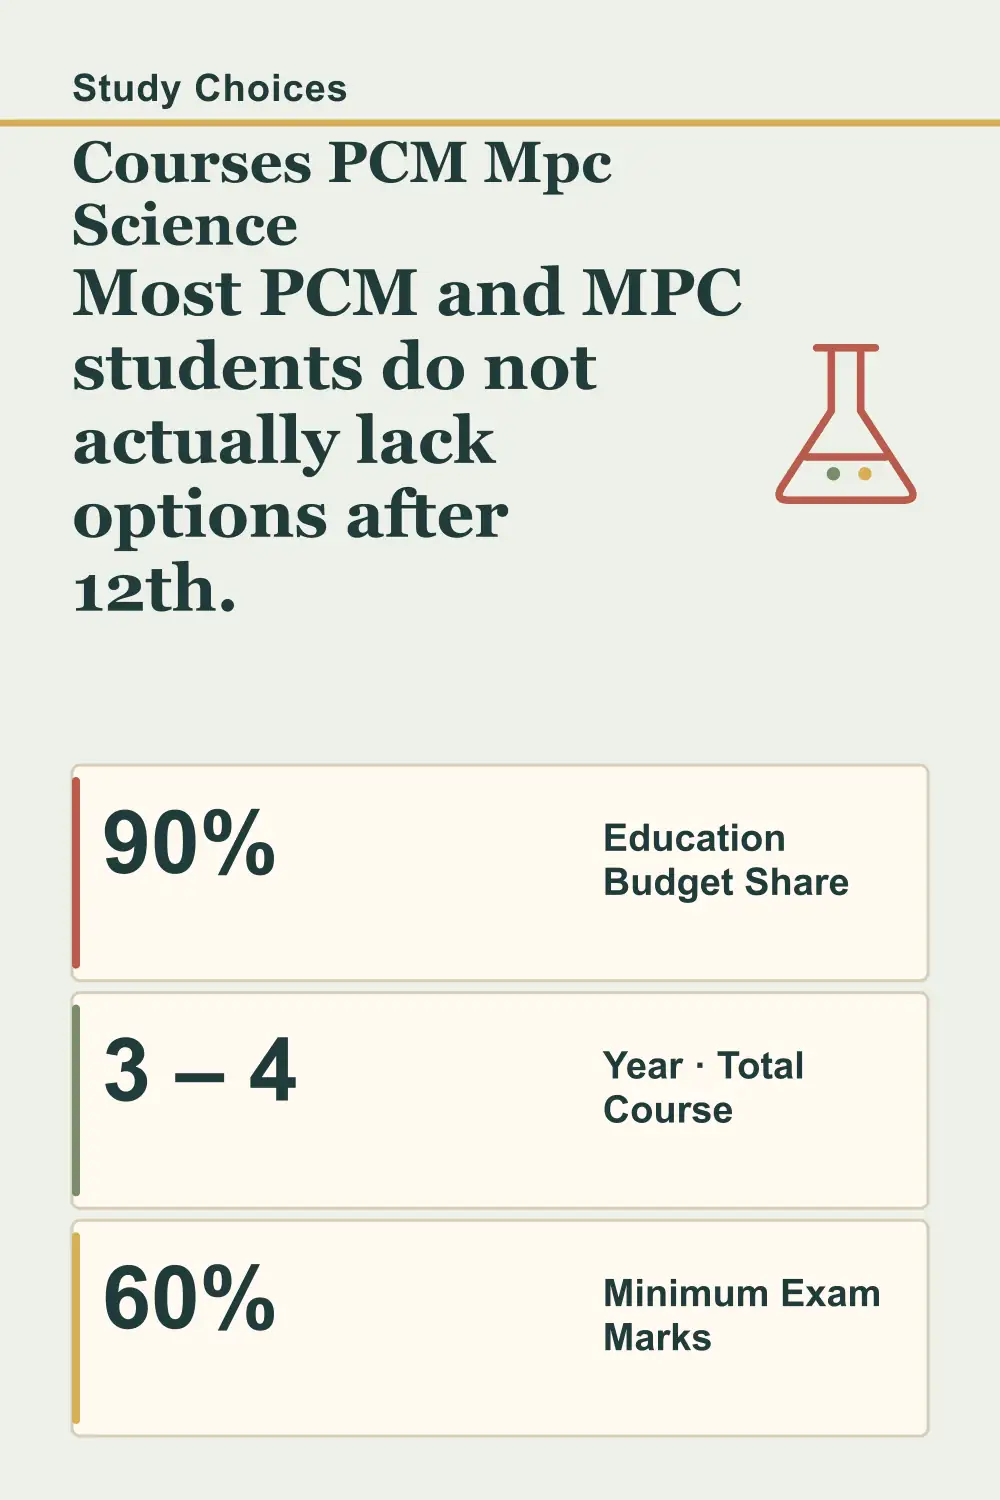 Study Choices
Courses PCM Mpc
Science
Most PCM and MPC
students do not
actually lack
options after
12th.
90%
Education
Budget Share
3 – 4
Year · Total
Course
60%
Minimum Exam
Marks